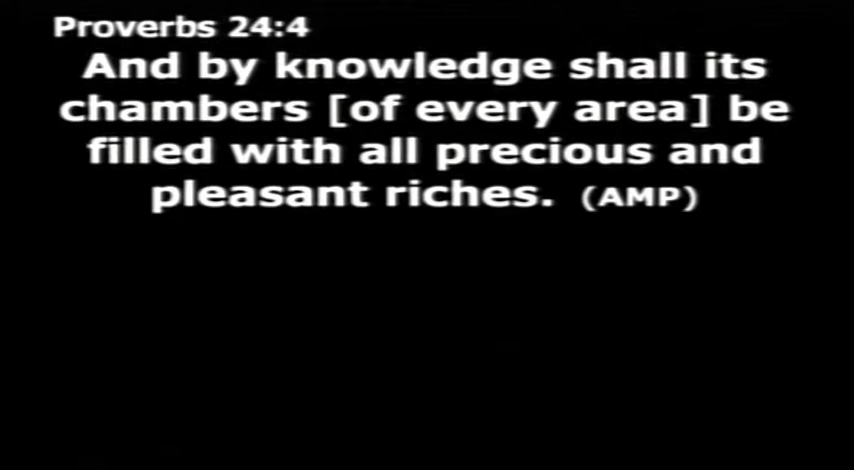 Proverbs 24:4
And by knowledge shall its
chambers [of every area] be
filled with all precious and
pleasant riches. (AMP)